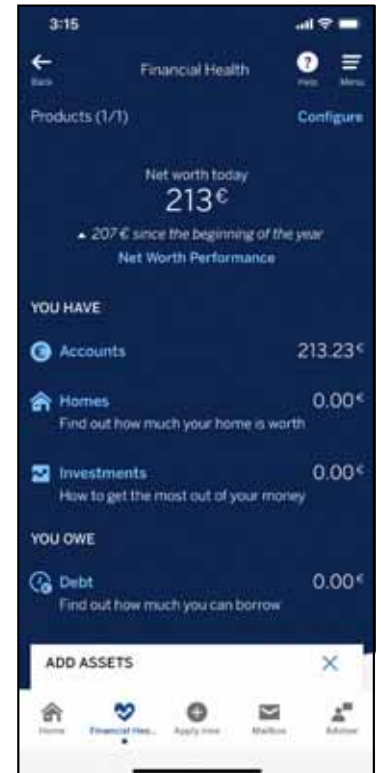 3:15
Back
Financial Health
?
Help
Menu
Products (1/1)
Configure
Net worth today
213€
▲ 207 € since the beginning of the year
Net Worth Performance
YOU HAVE
Accounts
213.23€
Homes
0.00€
Find out how much your home is worth
Investments
0.00€
How to get the most out of your money
YOU OWE
Debt
0.00€
Find out how much you can borrow
ADD ASSETS
Home
Financial Hea...
Apply now
Mailbox
Adviser